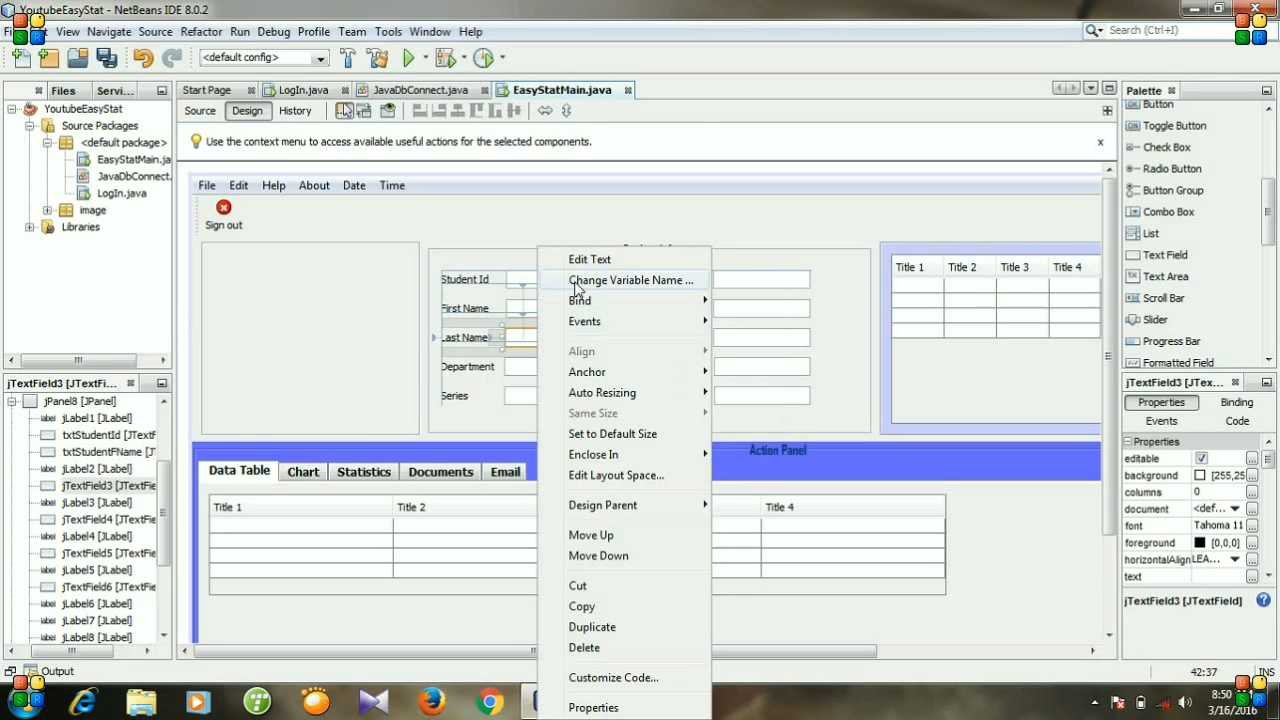 YoutubeEasyStat - NetBeans IDE 8.0.2
View Navigate Source Refactor Run Debug Profile Team Tools Window Help
Search (Ctrl+I)
<default config>
Files Servi...
Start Page LogIn.java JavaDbConnect.java EasyStatMain.java
Palette
Source Design History
YoutubeEasyStat
Source Packages
<default package>
EasyStatMain.ja
JavaDbConnect.
LogIn.java
image
Libraries
Use the context menu to access available useful actions for the selected components.
File Edit Help About Date Time
Sign out
Student Id
First Name
Last Name
Department
Series
Title 1 Title 2 Title 3 Title 4
Action Panel
Data Table Chart Statistics Documents Email
Title 1 Title 2 Title 4
Edit Text
Change Variable Name ...
Bind
Events
Align
Anchor
Auto Resizing
Same Size
Set to Default Size
Enclose In
Edit Layout Space...
Design Parent
Move Up
Move Down
Cut
Copy
Duplicate
Delete
Customize Code...
Properties
Button
Toggle Button
Check Box
Radio Button
Button Group
Combo Box
List
Text Field
Text Area
Scroll Bar
Slider
Progress Bar
Formatted Field
jTextField3 [JTextF...
jPanel8 [JPanel]
jLabel1 [JLabel]
txtStudentId [JT
txtStudentFName [
jLabel2 [JLabel]
jTextField3 [JTextFie
jLabel3 [JLabel]
jTextField4 [JTextFie
jLabel4 [JLabel]
jTextField5 [JTextFie
jLabel5 [JLabel]
jTextField6 [JTextFie
jLabel6 [JLabel]
jLabel7 [JLabel]
jLabel8 [JLabel]
jTextField3 [JTex...
Properties Binding
Events Code
Properties
editable
background [255,25
columns 0
document <def...
font Tahoma 11
foreground [0,0,0]
horizontalAlign LEA...
text
jTextField3 [JTextField]
Output
42:37 INS
8:50
3/16/2016